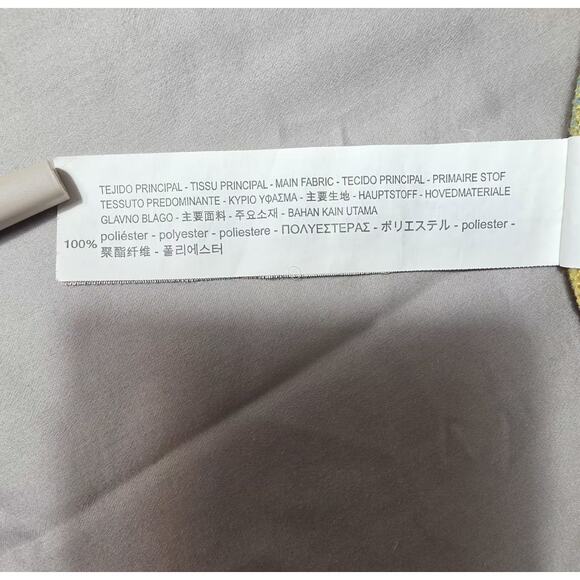 TEJIDO PRINCIPAL - TISSU PRINCIPAL - MAIN FABRIC - TECIDO PRINCIPAL - PRIMAIRE STOF
TESSUTO PREDOMINANTE - ΚΥΡΙΟ ΥΦΑΣΜΑ - 主要生地 - HAUPTSTOFF - HOVEDMATERIALE
GLAVNO BLAGO - 主要面料 - 주요소재 - BAHAN KAIN UTAMA
100% poliéster - polyester - poliestere - ΠΟΛΥΕΣΤΕΡΑΣ - ポリエステル - poliester -
聚酯纤维 - 폴리에스터